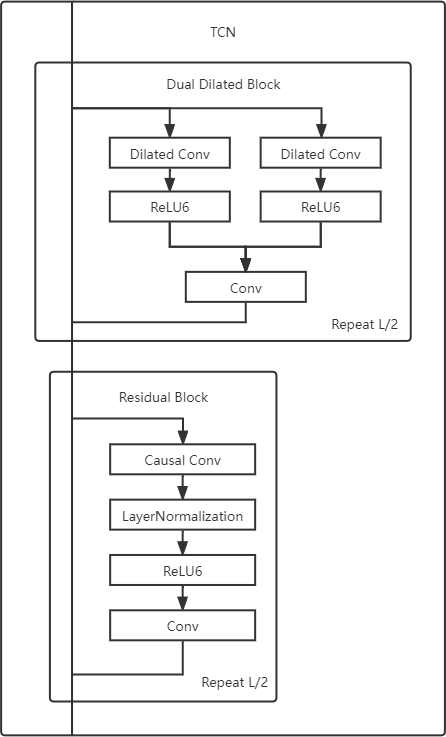 TCN
Dual Dilated Block
Dilated Conv
Dilated Conv
ReLU6
ReLU6
Conv
Repeat L/2
Residual Block
Causal Conv
LayerNormalization
ReLU6
Conv
Repeat L/2